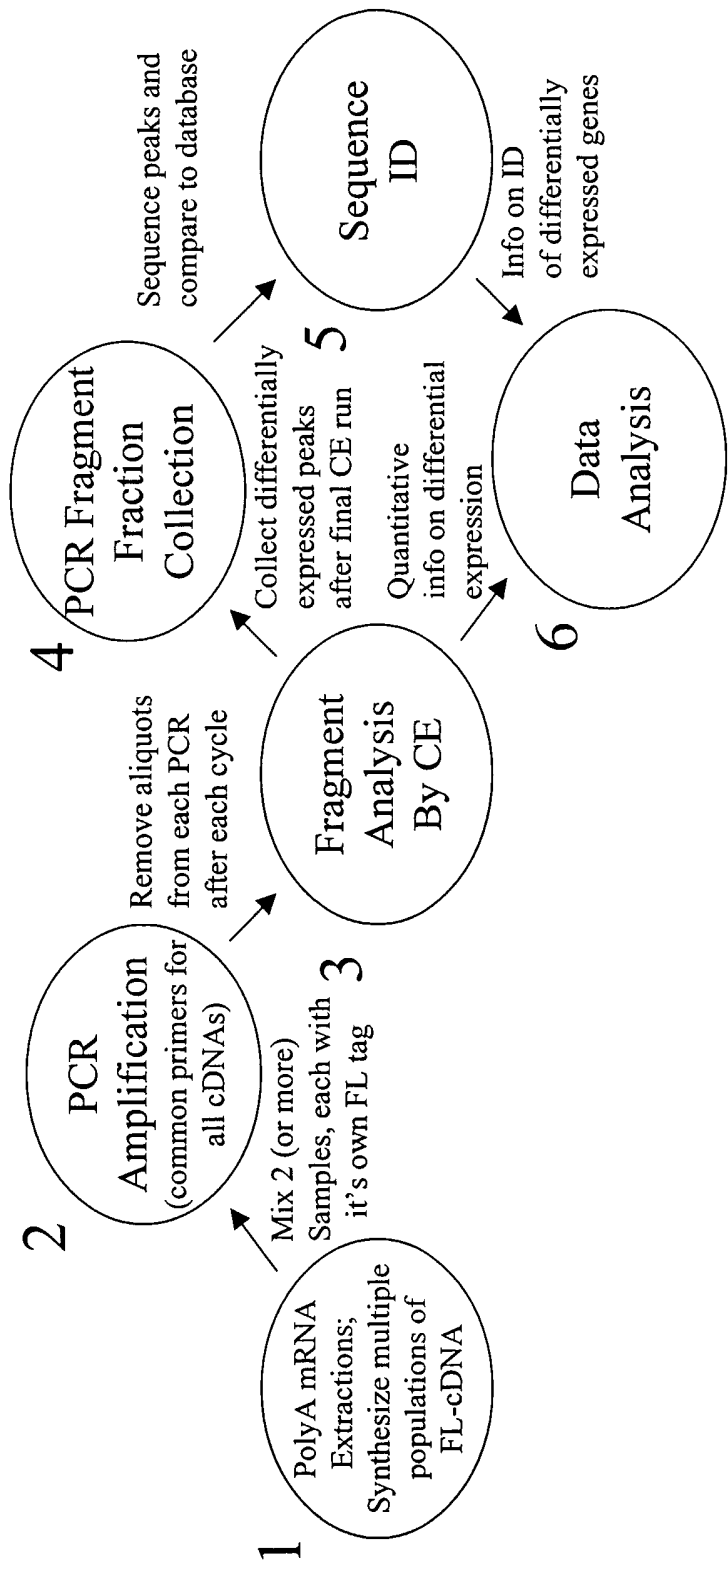 1
PolyA mRNA
Extractions;
Synthesize multiple
populations of
FL-cDNA
Mix 2 (or more)
Samples, each with
it's own FL tag
2
PCR
Amplification
(common primers for
all cDNAs)
Remove aliquots
from each PCR
after each cycle
3
Fragment
Analysis
By CE
Collect differentially
expressed peaks
after final CE run
4
PCR Fragment
Fraction
Collection
Sequence peaks and
compare to database
5
Sequence
ID
Info on ID
of differentially
expressed genes
Quantitative
info on differential
expression
6
Data
Analysis